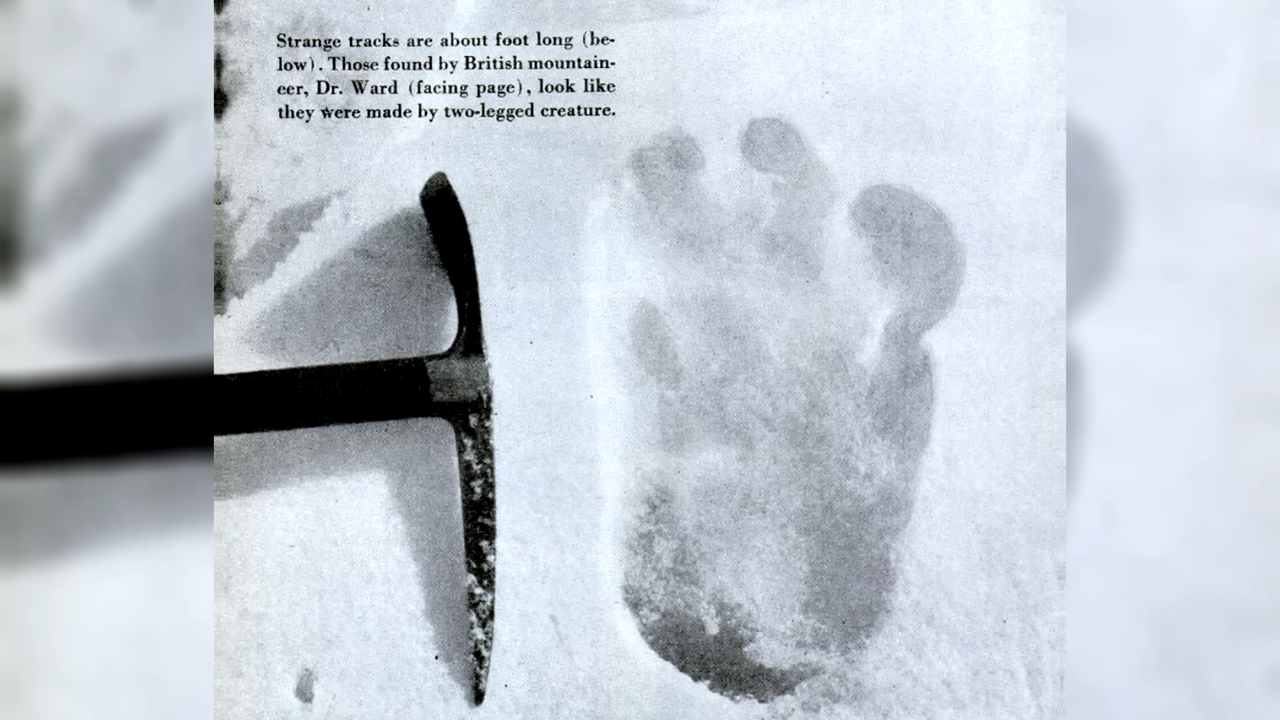 Strange tracks are about foot long (be-
low). Those found by British mountain-
eer, Dr. Ward (facing page), look like
they were made by two-legged creature.